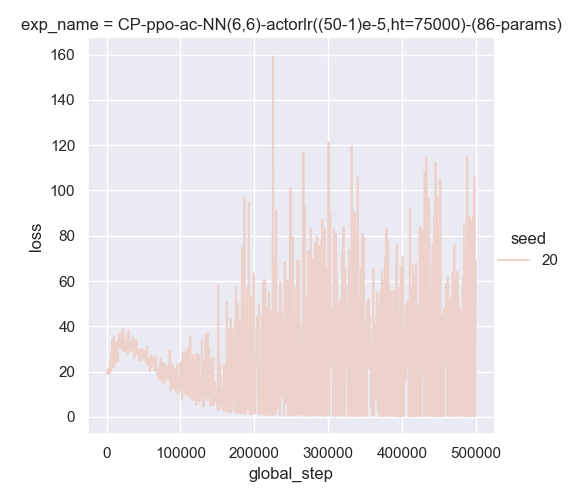 exp_name = CP-ppo-ac-NN(6,6)-actorlr((50-1)e-5,ht=75000)-(86-params)
160
140
120
100
80
60
40
20
0
loss
0 100000 200000 300000 400000 500000
global_step
seed
20